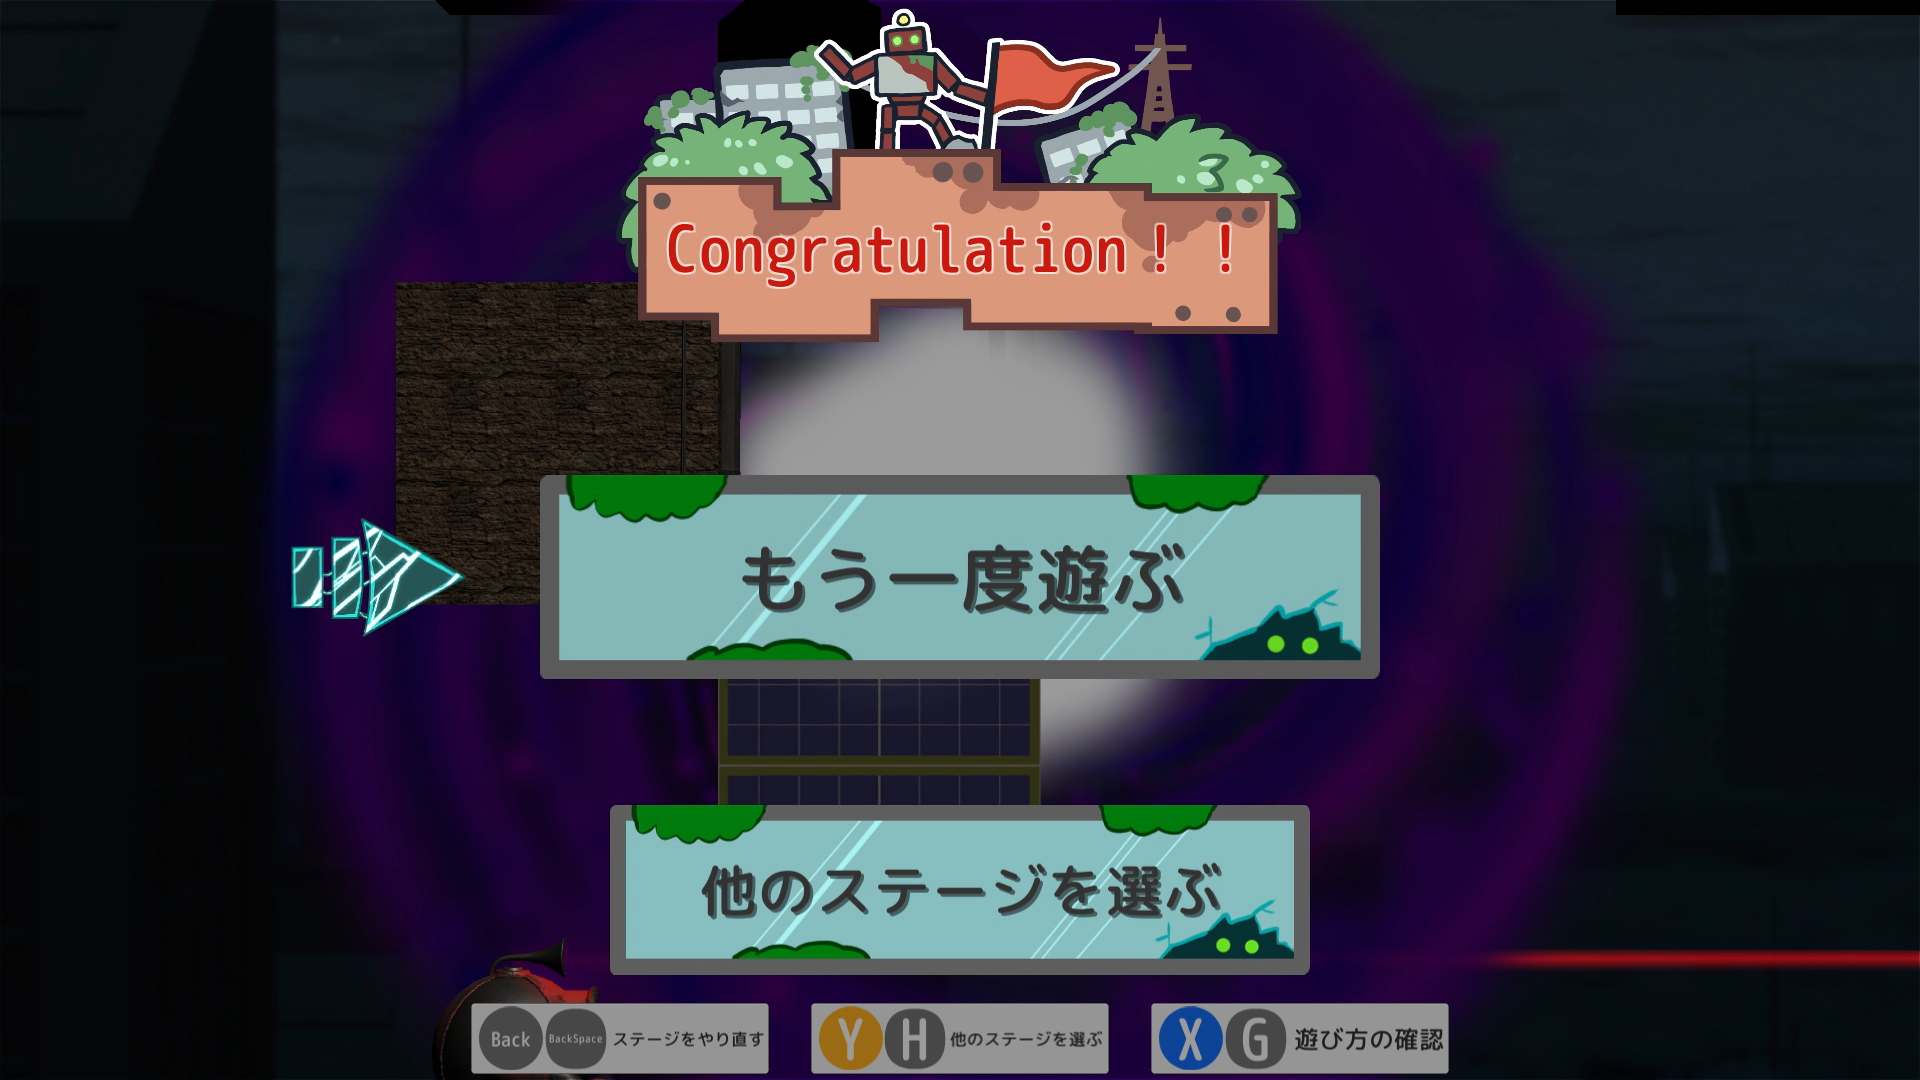 Congratulation！！
もう一度遊ぶ
他のステージを選ぶ
Back BackSpace ステージをやり直す
Y H 他のステージを選ぶ
X G 遊び方の確認